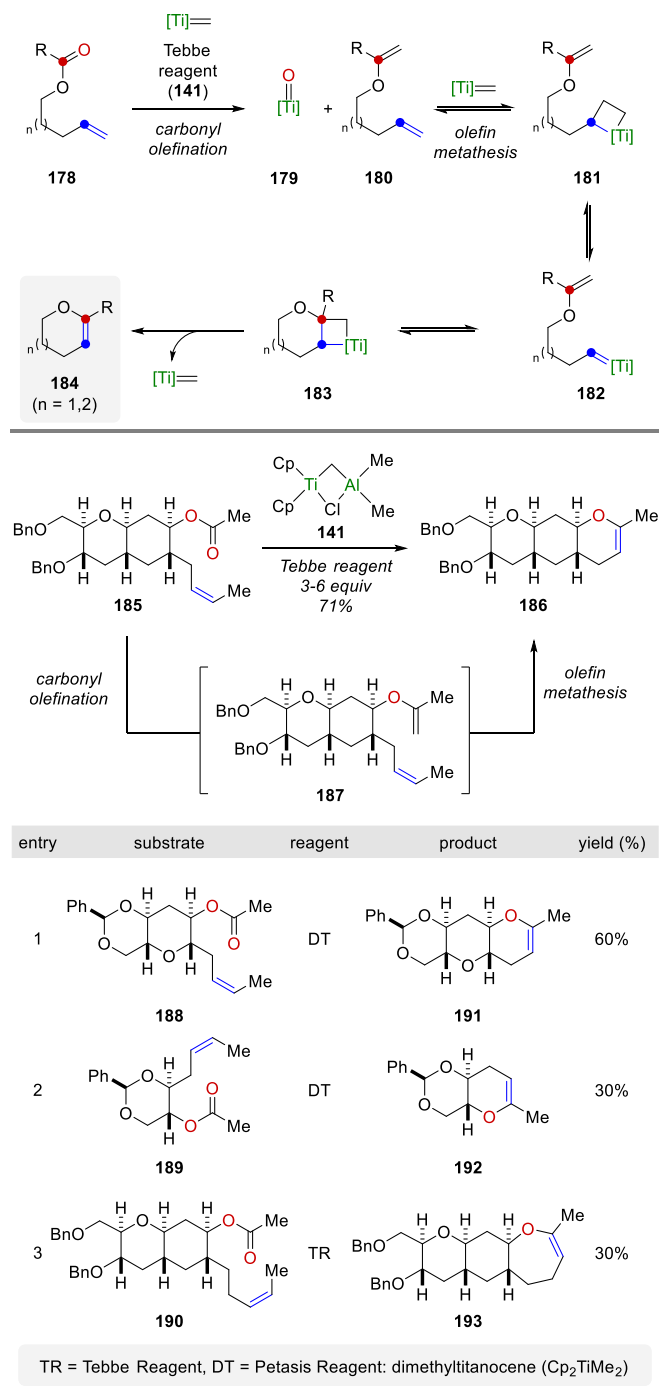 [Ti]
Tebbe
reagent
(141)
carbonyl
olefination
R
O
O
n
178
O
[Ti]
179
+
R
O
n
180
[Ti]
olefin
metathesis
R
O
n
[Ti]
181
R
O
n
[Ti]
182
O
R
n
[Ti]
183
[Ti]
O
R
n
184
(n = 1,2)
H H H
BnO
O
O
Me
O
BnO
H H H
Me
185
Cp
Cp
Ti
Al
Cl
Me
Me
141
Tebbe reagent
3-6 equiv
71%
H H H
BnO
O
O
Me
BnO
H H H
186
carbonyl
olefination
H H H
BnO
O
O
Me
BnO
H H H
Me
187
olefin
metathesis
entry substrate reagent product yield (%)
1
Ph
O
O
H H
O
O
Me
O
H H
Me
188
DT
Ph
O
O
H H
O
O
Me
H H
191
60%
2
Ph
O
O
H
Me
O
O
Me
H
189
DT
Ph
O
O
H
O
Me
H
192
30%
3
H H H
BnO
O
O
Me
O
BnO
H H H
Me
190
TR
H H H
BnO
O
O
Me
BnO
H H H
193
30%
TR = Tebbe Reagent, DT = Petasis Reagent: dimethyltitanocene (Cp2TiMe2)